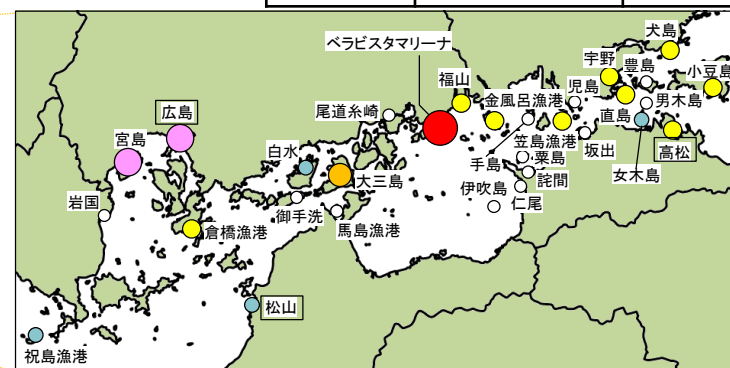 犬島
ベラビスタマリーナ
宇野
豊島
小豆島
福山
児島
金風呂漁港
男木島
広島
尾道糸崎
直島
宮島
笠島漁港
坂出
高松
白水
手島
粟島
女木島
大三島
詫間
伊吹島
仁尾
岩国
御手洗
馬島漁港
倉橋漁港
松山
祝島漁港